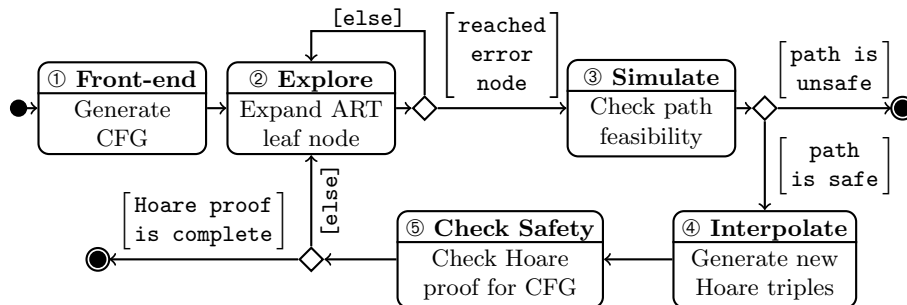 [else]
reached
error
node
path is
unsafe
① Front-end
Generate
CFG
② Explore
Expand ART
leaf node
③ Simulate
Check path
feasibility
path
is safe
[else]
Hoare proof
is complete
⑤ Check Safety
Check Hoare
proof for CFG
④ Interpolate
Generate new
Hoare triples